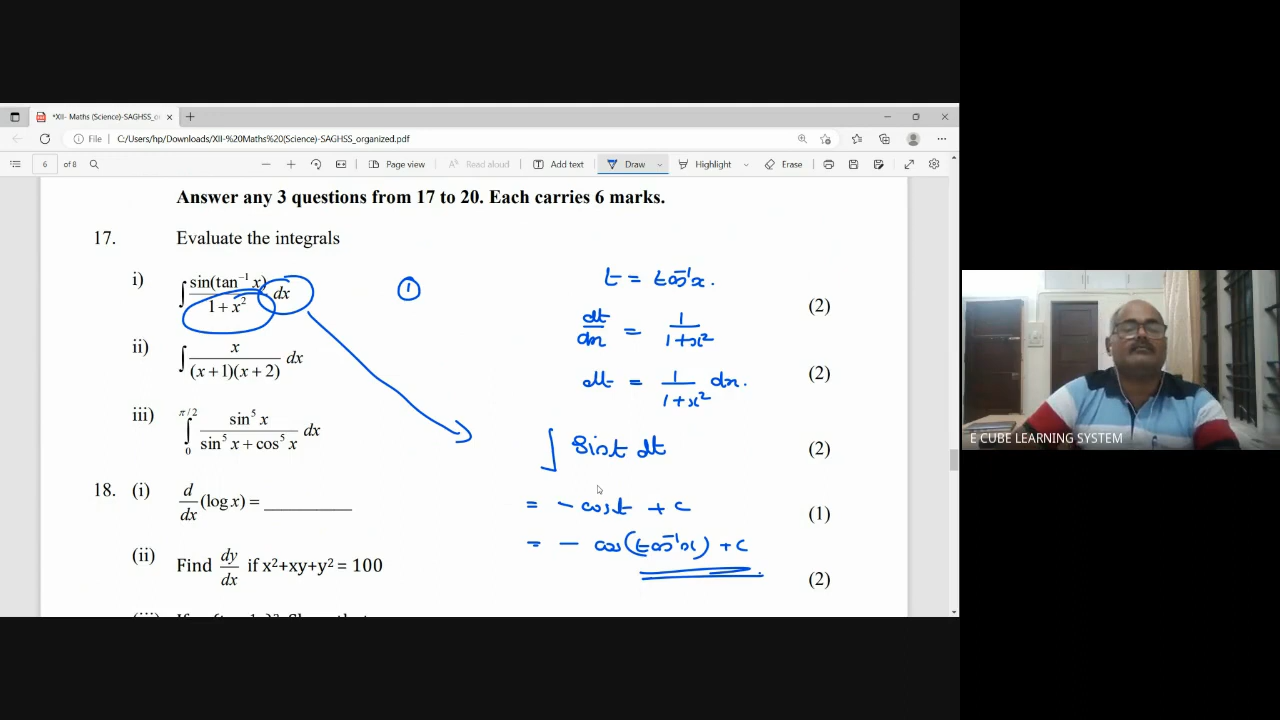 *XII- Maths (Science)-SAGHSS_o
File C:/Users/hp/Downloads/XII-%20Maths%20(Science)-SAGHSS_organized.pdf
6 of 8 Page view Read aloud Add text Draw Highlight Erase
Answer any 3 questions from 17 to 20. Each carries 6 marks.
17. Evaluate the integrals
i) ∫ sin(tan⁻¹ x)/(1 + x²) dx (2)
ii) ∫ x/((x+1)(x+2)) dx (2)
iii) ∫₀^{π/2} sin⁵ x/(sin⁵ x + cos⁵ x) dx (2)
18. (i) d/dx (log x) = __________ (1)
(ii) Find dy/dx if x²+xy+y² = 100 (2)
①
t = tan⁻¹x.
dt/dx = 1/(1+x²)
dt = 1/(1+x²) dx.
∫ sint dt
= - cost + c
= - cos(tan⁻¹x) + c
E CUBE LEARNING SYSTEM